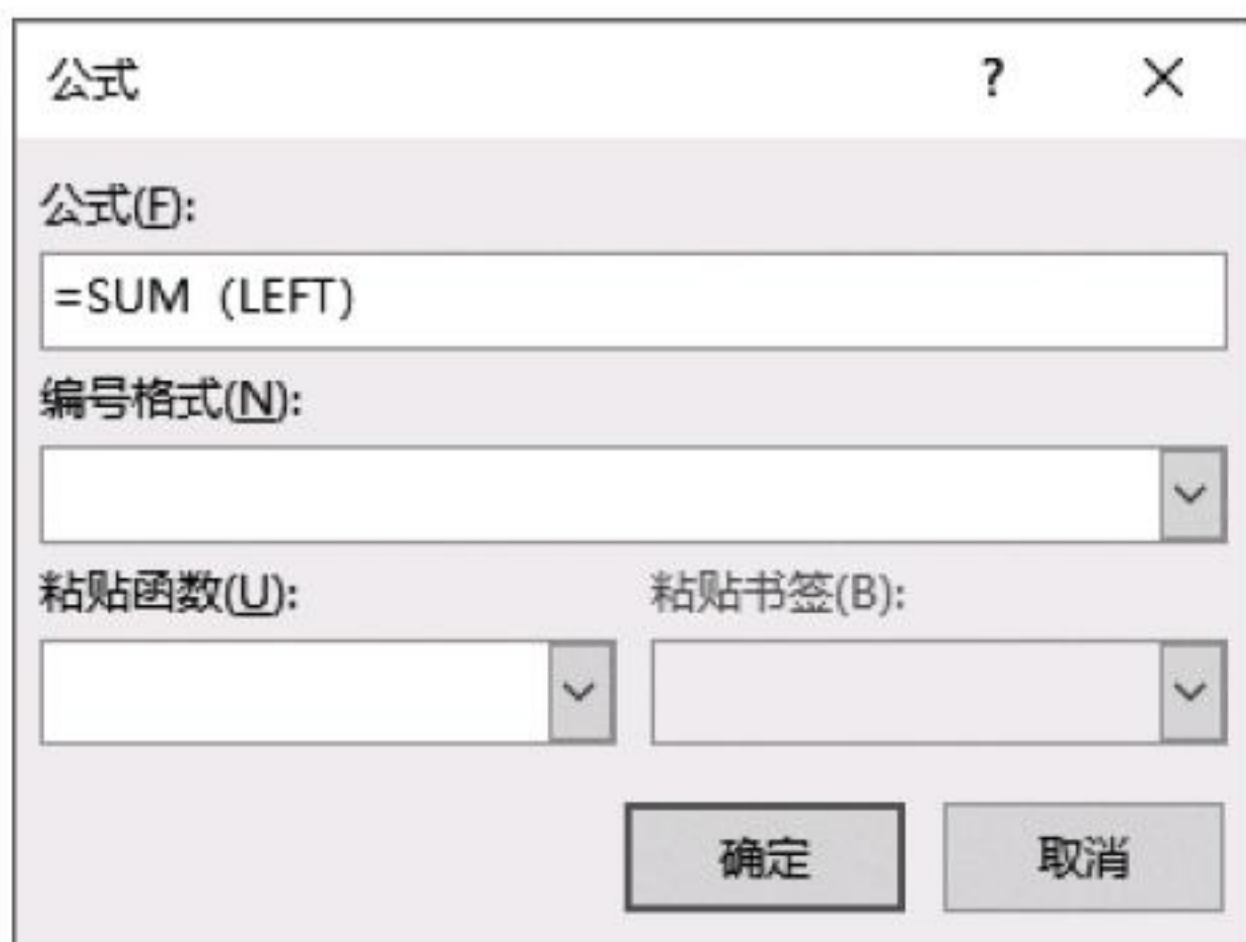 公式 ?
公式(F):
=SUM (LEFT)
编号格式(N):
粘贴函数(U): 粘贴书签(B):
确定 取消